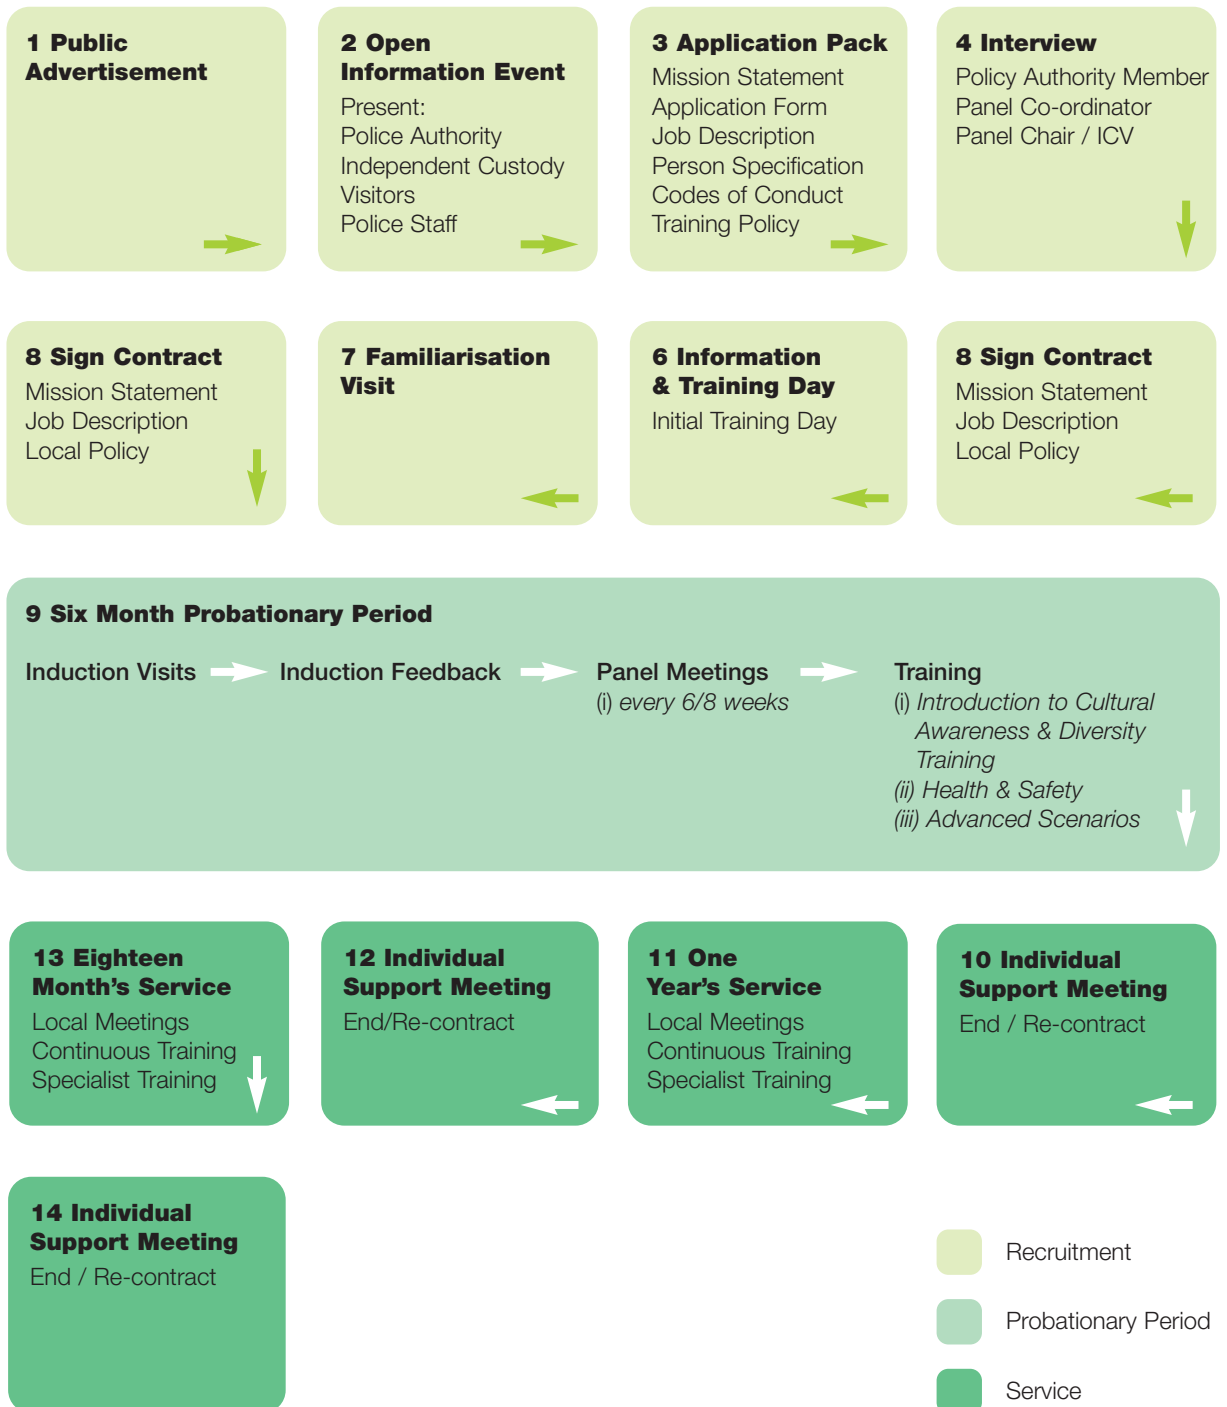 1 Public
Advertisement
2 Open
Information Event
Present:
Police Authority
Independent Custody
Visitors
Police Staff
3 Application Pack
Mission Statement
Application Form
Job Description
Person Specification
Codes of Conduct
Training Policy
4 Interview
Policy Authority Member
Panel Co-ordinator
Panel Chair / ICV
8 Sign Contract
Mission Statement
Job Description
Local Policy
7 Familiarisation
Visit
6 Information
& Training Day
Initial Training Day
8 Sign Contract
Mission Statement
Job Description
Local Policy
9 Six Month Probationary Period
Induction Visits
Induction Feedback
Panel Meetings
(i) every 6/8 weeks
Training
(i) Introduction to Cultural
Awareness & Diversity
Training
(ii) Health & Safety
(iii) Advanced Scenarios
13 Eighteen
Month's Service
Local Meetings
Continuous Training
Specialist Training
12 Individual
Support Meeting
End/Re-contract
11 One
Year's Service
Local Meetings
Continuous Training
Specialist Training
10 Individual
Support Meeting
End / Re-contract
14 Individual
Support Meeting
End / Re-contract
Recruitment
Probationary Period
Service